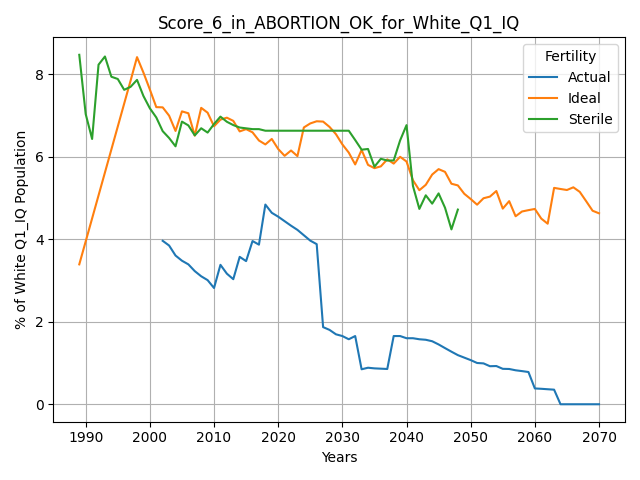 Score_6_in_ABORTION_OK_for_White_Q1_IQ
% of White Q1_IQ Population
8
6
4
2
0
Fertility
Actual
Ideal
Sterile
1990 2000 2010 2020 2030 2040 2050 2060 2070
Years